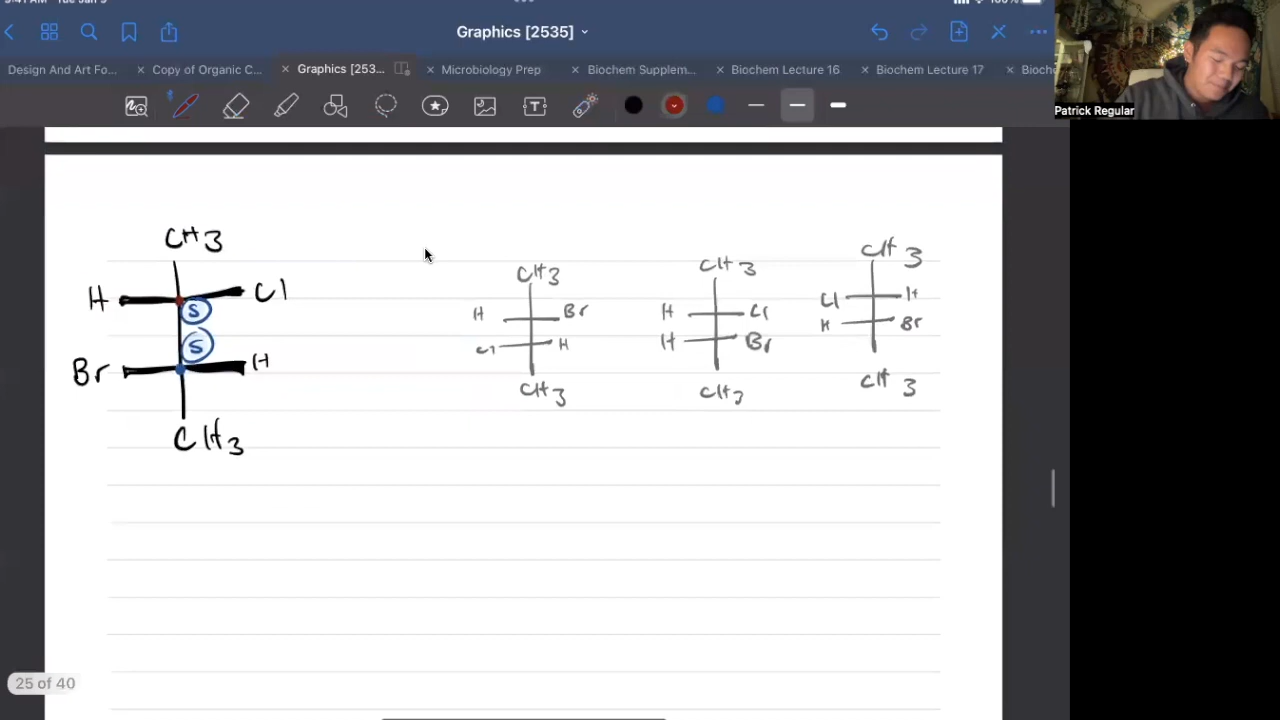 Graphics [2535]
Design And Art Fo...
Copy of Organic C...
Graphics [253...
Microbiology Prep
Biochem Supplem...
Biochem Lecture 16
Biochem Lecture 17
Patrick Regular
CH3
H Cl
S
S
Br H
CH3
CH3
H Br
Cl H
CH3
CH3
H Cl
H Br
CH3
CH3
Cl H
H Br
CH3
25 of 40